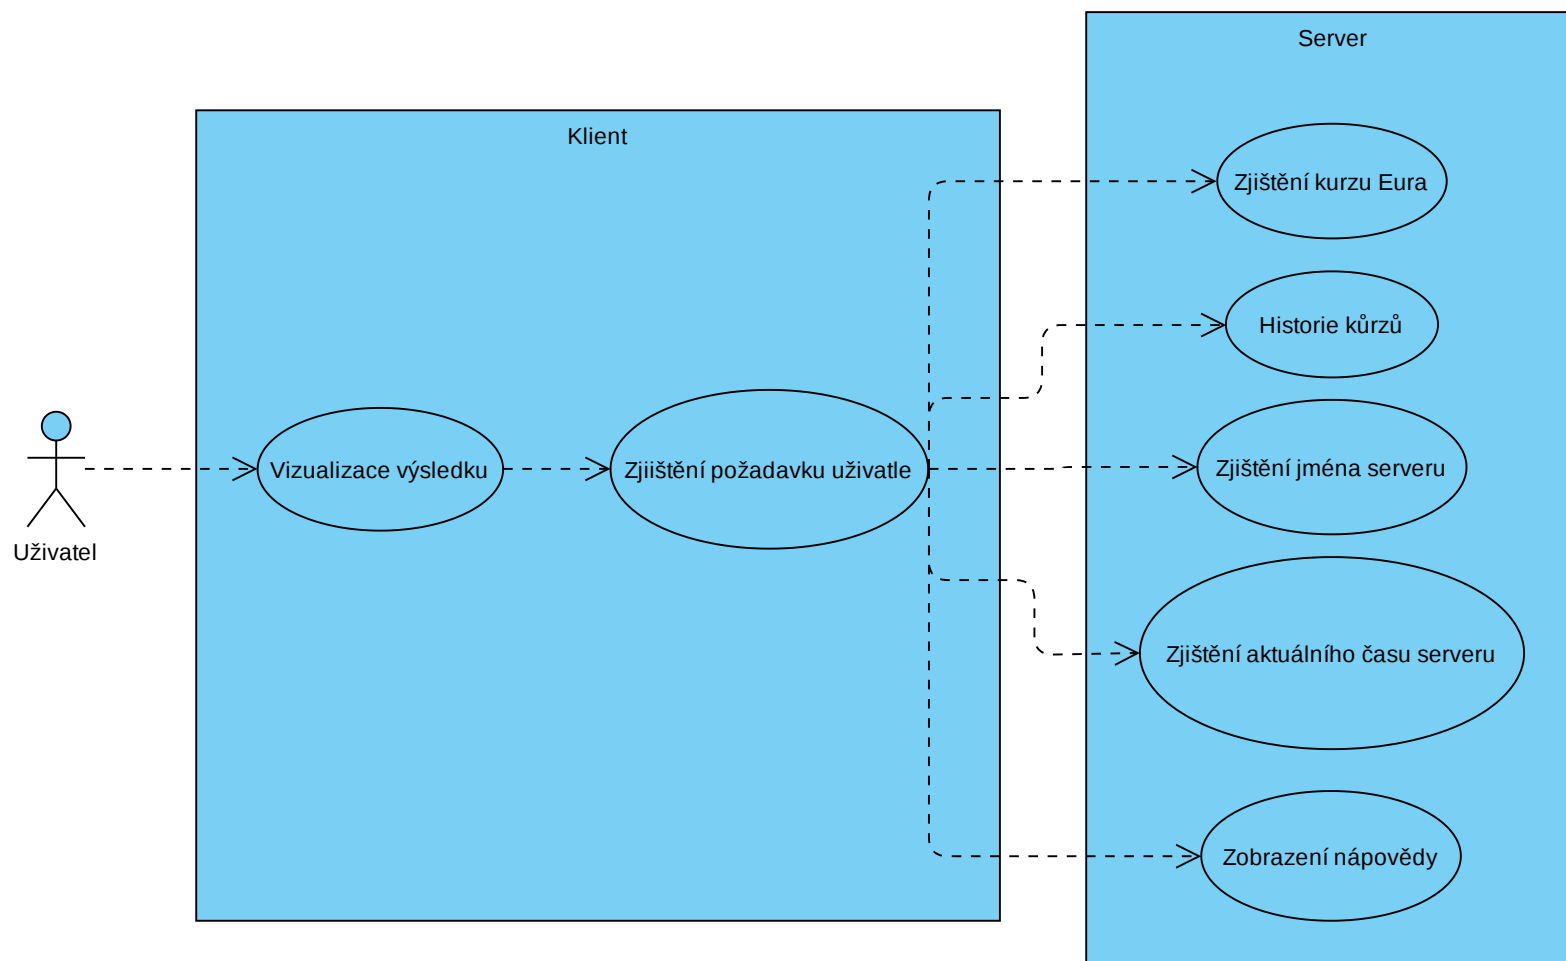 Server
Klient
Zjištění kurzu Eura
Historie kůrzů
Vizualizace výsledku
Zjiištění požadavku uživatle
Zjištění jména serveru
Uživatel
Zjištění aktuálního času serveru
Zobrazení nápovědy